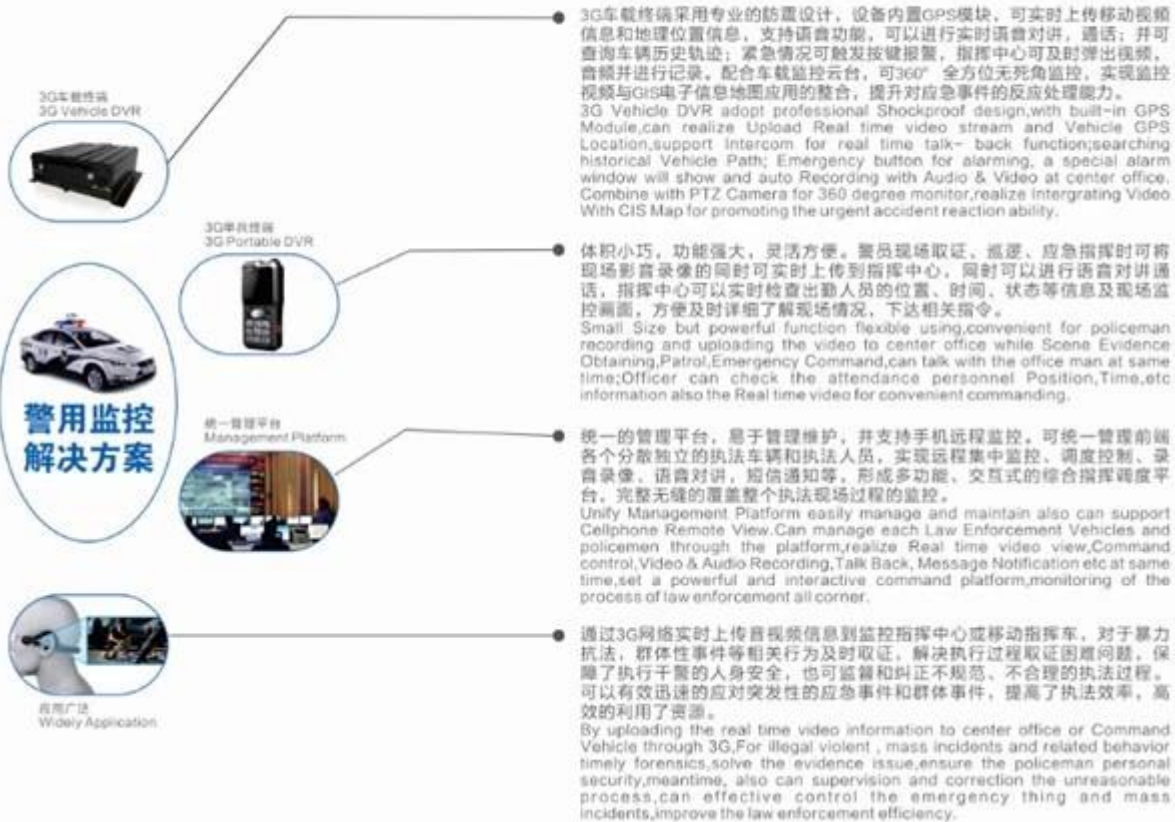 3G车载终端
3G Vehicle DVR
3G车载终端采用专业的防震设计，设备内置GPS模块，可实时上传移动视频
信息和地理位置信息，支持语音功能，可以进行实时语音对讲，通话；并可
查询车辆历史轨迹；紧急情况可触发按键报警，指挥中心可及时弹出视频，
音频并进行记录。配合车载监控云台，可360° 全方位无死角监控，实现监控
视频与GIS电子信息地图应用的整合，提升对应急事件的反应处理能力。
3G Vehicle DVR adopt professional Shockproof design,with built-in GPS
Module,can realize Upload Real time video stream and Vehicle GPS
Location,support Intercom for real time talk- back function;searching
historical Vehicle Path; Emergency button for alarming, a special alarm
window will show and auto Recording with Audio & Video at center office.
Combine with PTZ Camera for 360 degree monitor,realize Intergrating Video
With CIS Map for promoting the urgent accident reaction ability.
3G单兵终端
3G Portable DVR
体积小巧，功能强大，灵活方便。警员现场取证、巡逻、应急指挥时可将
现场影音录像的同时可实时上传到指挥中心，同时可以进行语音对讲通
话，指挥中心可以实时检查出勤人员的位置、时间、状态等信息及现场监
控画面，方便及时详细了解现场情况，下达相关指令。
Small Size but powerful function flexible using,convenient for policeman
recording and uploading the video to center office while Scene Evidence
Obtaining,Patrol,Emergency Command,can talk with the office man at same
time;Officer can check the attendance personnel Position,Time,etc
information also the Real time video for convenient commanding.
警用监控
解决方案
统一管理平台
Management Platform
统一的管理平台，易于管理维护，并支持手机远程监控。可统一管理前端
各个分散独立的执法车辆和执法人员，实现远程集中监控、调度控制、录
音录像、语音对讲，短信通知等，形成多功能、交互式的综合指挥调度平
台，完整无缝的覆盖整个执法现场过程的监控。
Unify Management Platform easily manage and maintain also can support
Cellphone Remote View.Can manage each Law Enforcement Vehicles and
policemen through the platform,realize Real time video view,Command
control,Video & Audio Recording,Talk Back, Message Notification etc at same
time,set a powerful and interactive command platform,monitoring of the
process of law enforcement all corner.
应用广泛
Widely Application
通过3G网络实时上传音视频信息到监控指挥中心或移动指挥车，对于暴力
抗法，群体性事件等相关行为及时取证，解决执行过程取证困难问题，保
障了执行干警的人身安全，也可监督和纠正不规范、不合理的执法过程。
可以有效迅速的应对突发性的应急事件和群体事件，提高了执法效率，高
效的利用了资源。
By uploading the real time video information to center office or Command
Vehicle through 3G,For illegal violent , mass incidents and related behavior
timely forensics,solve the evidence issue,ensure the policeman personal
security,meantime, also can supervision and correction the unreasonable
process,can effective control the emergency thing and mass
incidents,improve the law enforcement efficiency.